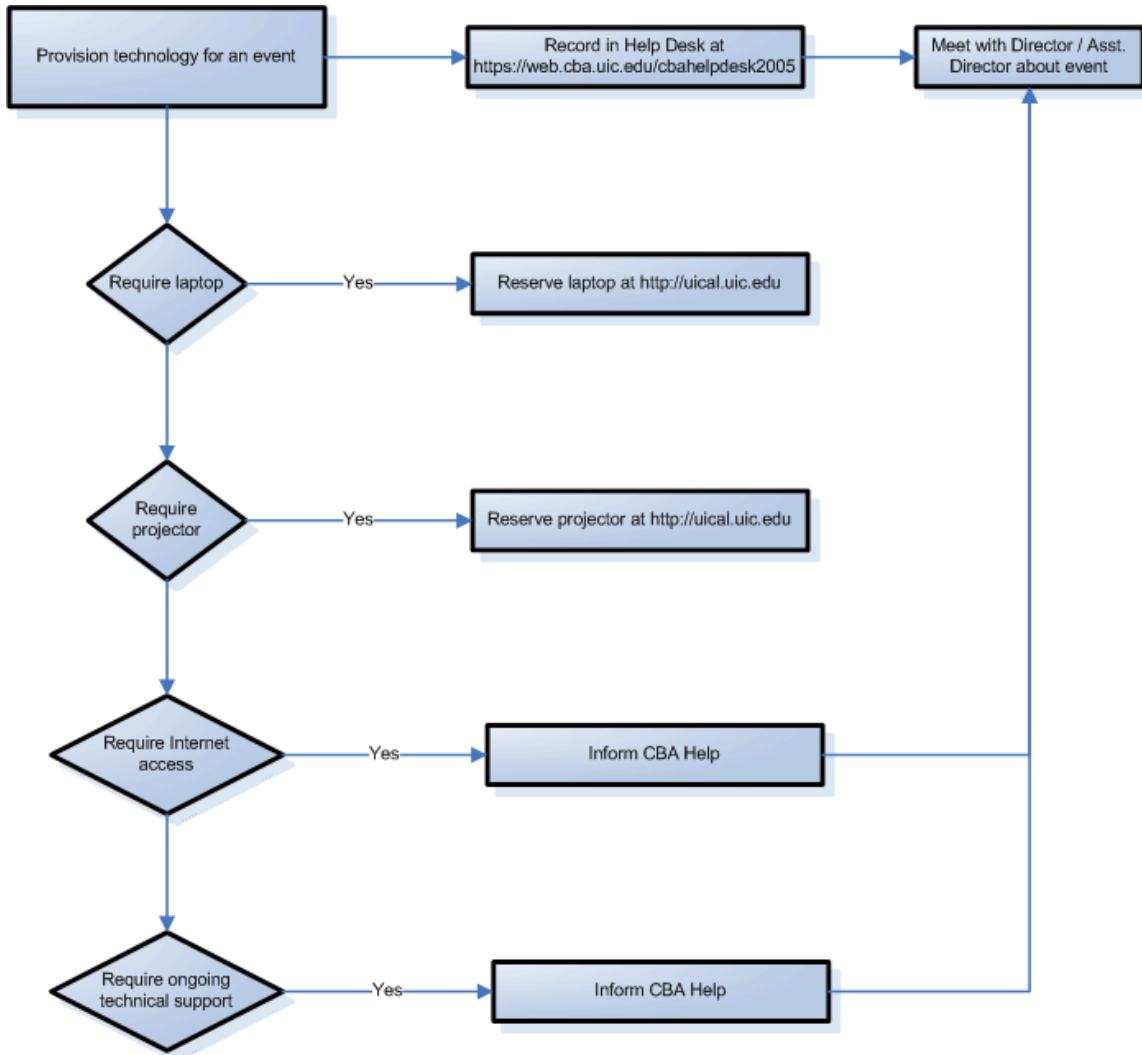 Provision technology for an event
Record in Help Desk at
https://web.cba.uic.edu/cbahelpdesk2005
Meet with Director / Asst.
Director about event
Require laptop
Yes
Reserve laptop at http://uical.uic.edu
Require
projector
Yes
Reserve projector at http://uical.uic.edu
Require Internet
access
Yes
Inform CBA Help
Require ongoing
technical support
Yes
Inform CBA Help